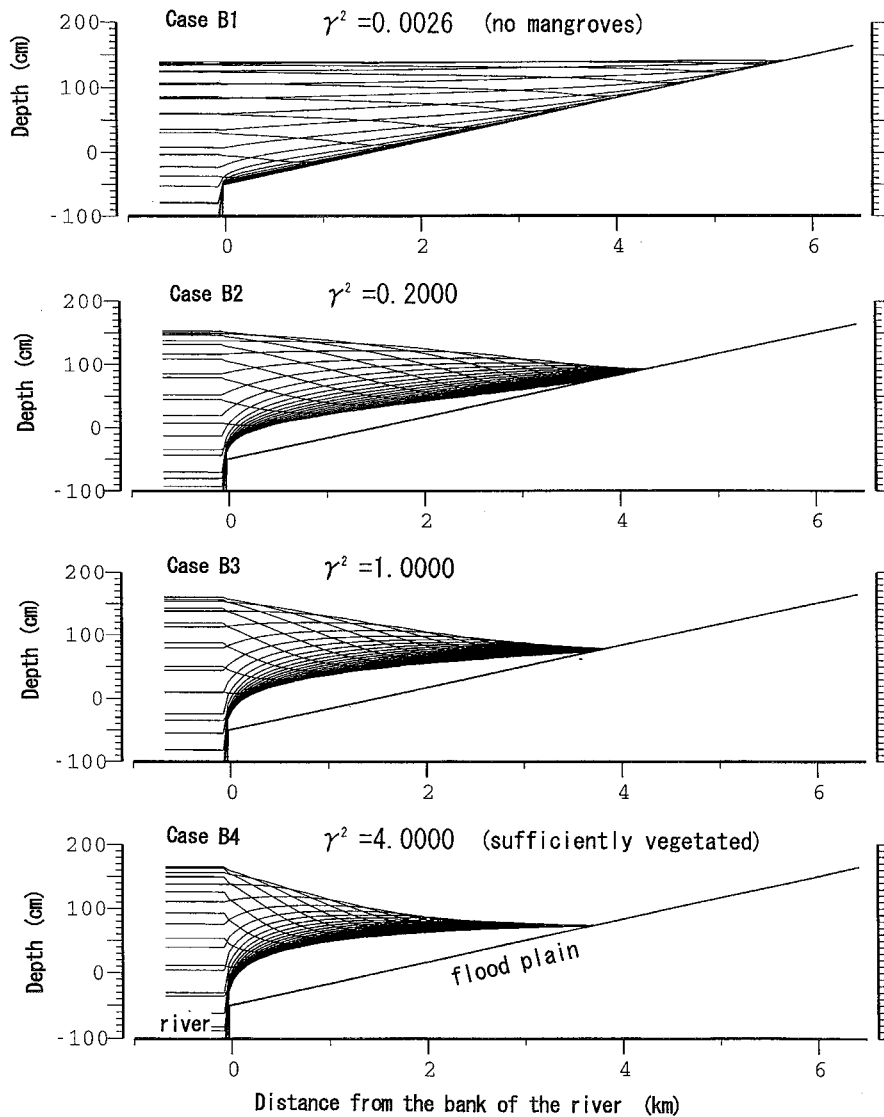 Case B1 γ² =0.0026 (no mangroves)
200
100
0
-100
Depth (cm)
0 2 4 6
Case B2 γ² =0.2000
200
100
0
-100
Depth (cm)
0 2 4 6
Case B3 γ² =1.0000
200
100
0
-100
Depth (cm)
0 2 4 6
Case B4 γ² =4.0000 (sufficiently vegetated)
200
100
0
-100
Depth (cm)
flood plain
river
0 2 4 6
Distance from the bank of the river (km)